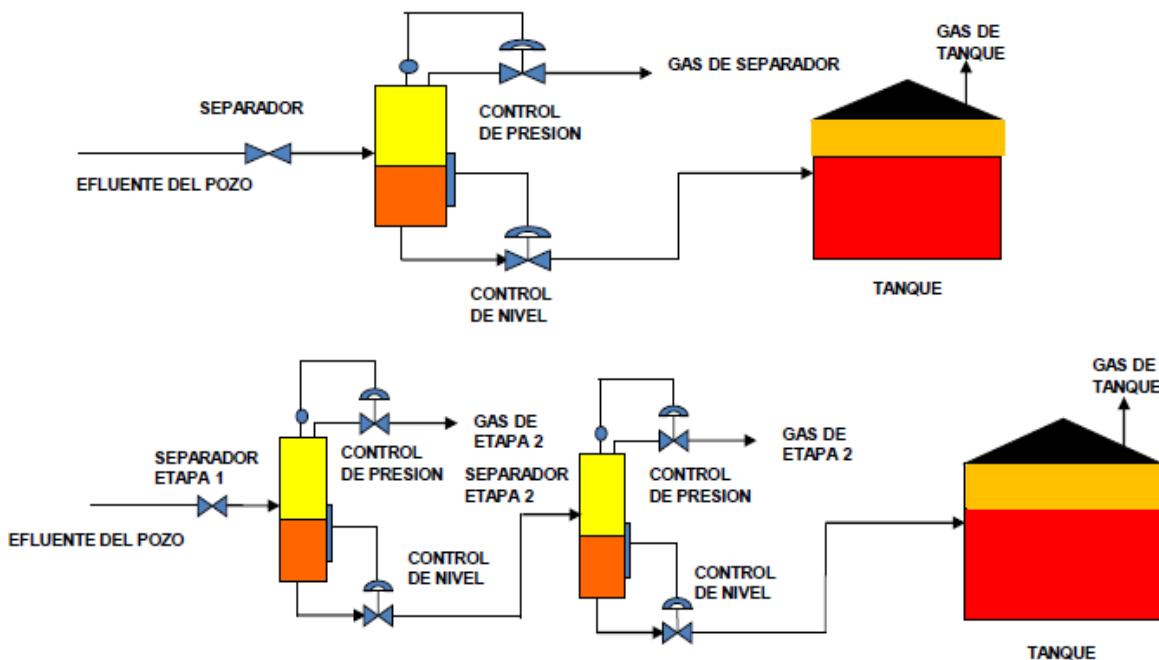 GAS DE
TANQUE
GAS DE SEPARADOR
SEPARADOR
CONTROL
DE PRESION
EFLUENTE DEL POZO
TANQUE
CONTROL
DE NIVEL
GAS DE
TANQUE
GAS DE
ETAPA 2
GAS DE
ETAPA 2
SEPARADOR
ETAPA 1
CONTROL
DE PRESION
SEPARADOR
ETAPA 2
CONTROL
DE PRESION
EFLUENTE DEL POZO
CONTROL
DE NIVEL
CONTROL
DE NIVEL
TANQUE